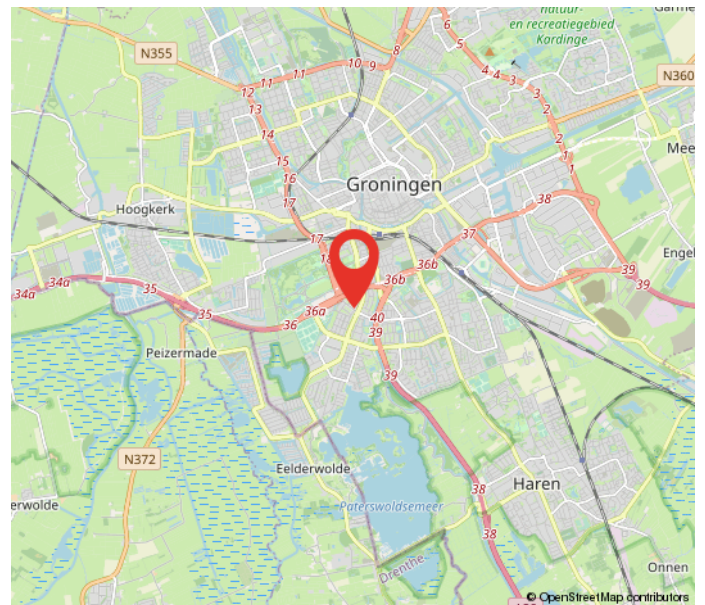 natuur-
en recreatiegebied
Kardinge
Garme
N355
8
6
5
10
9
11
11
4
4
3
3
N360
12
13
2
14
2
Mee
1
1
15
16
17
Groningen
38
Hoogkerk
17
37
18
36b
Engel
39
39
36b
34a
34a
35
35
36a
36
40
39
Peizermade
39
N372
Eelderwolde
Haren
38
erwolde
Paterswoldsemeer
38
Drenthe
Onnen
© OpenStreetMap contributors